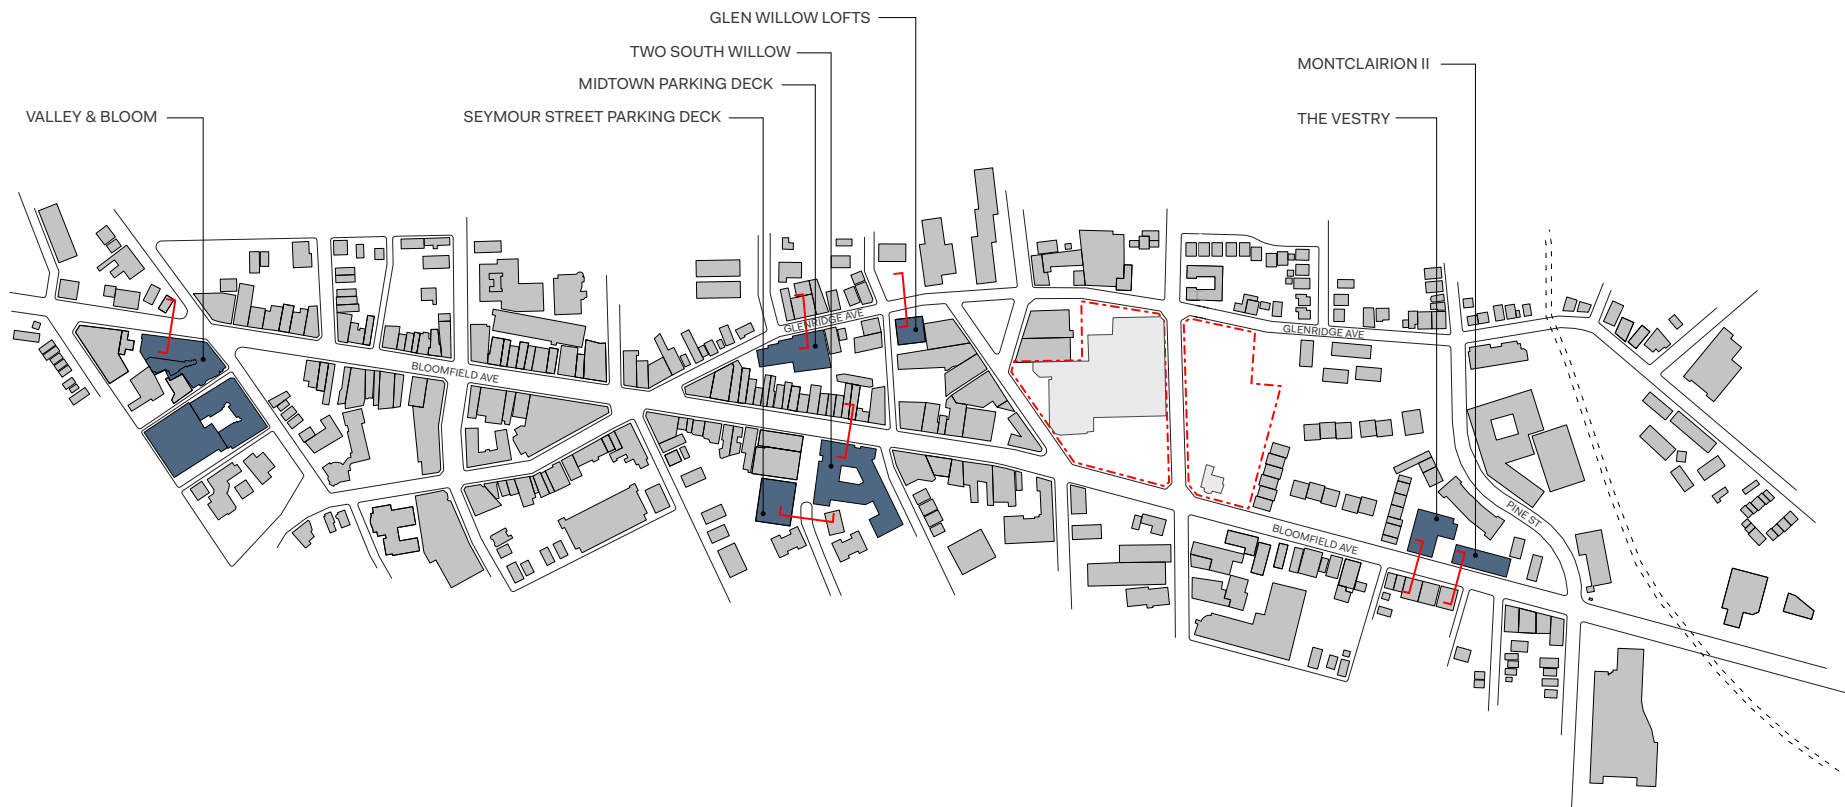 GLEN WILLOW LOFTS
TWO SOUTH WILLOW
MONTCLAIRION II
MIDTOWN PARKING DECK
VALLEY & BLOOM
SEYMOUR STREET PARKING DECK
THE VESTRY
GLENRIDGE AVE
GLENRIDGE AVE
BLOOMFIELD AVE
PINE ST
BLOOMFIELD AVE